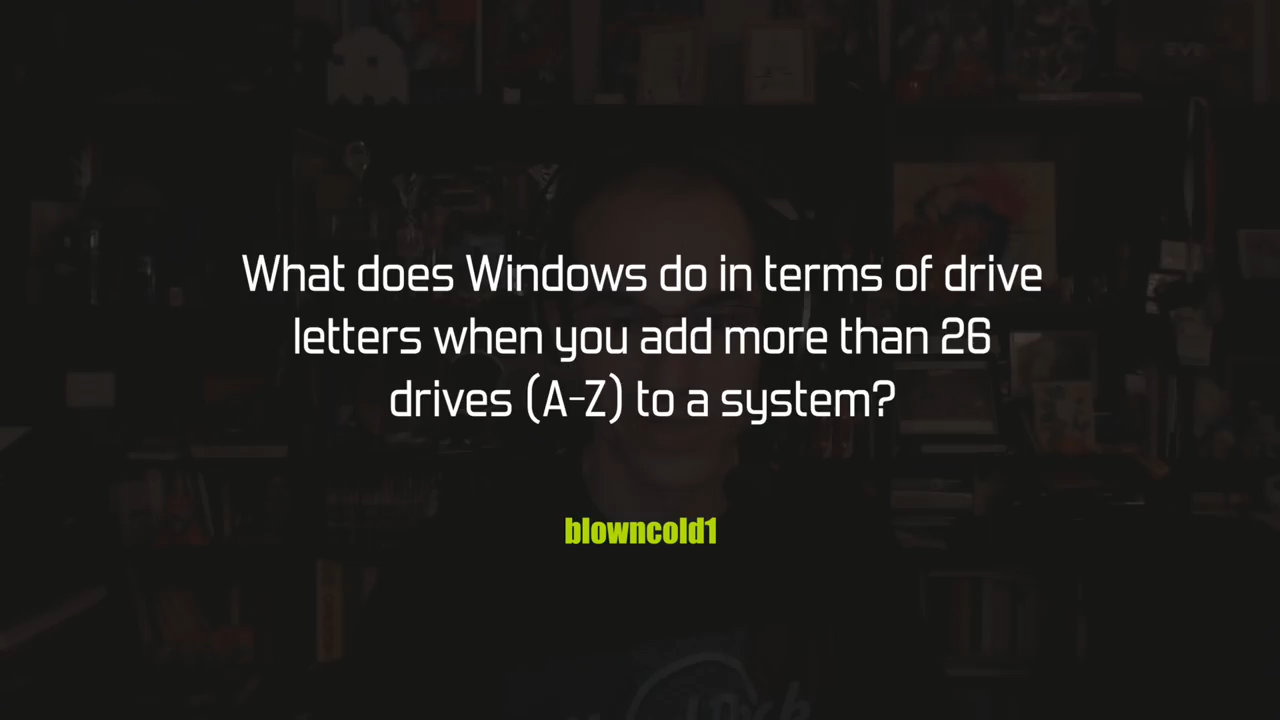 What does Windows do in terms of drive
letters when you add more than 26
drives (A-Z) to a system?
blowncold1